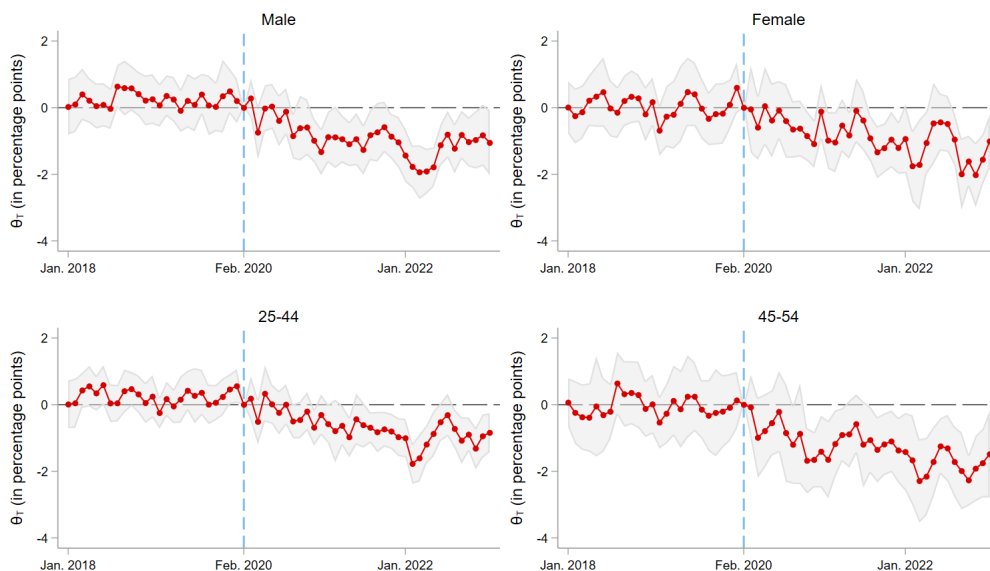 Male
θT (in percentage points)
2
0
-2
-4
Jan. 2018 Feb. 2020 Jan. 2022
Female
θT (in percentage points)
2
0
-2
-4
Jan. 2018 Feb. 2020 Jan. 2022
25-44
θT (in percentage points)
2
0
-2
-4
Jan. 2018 Feb. 2020 Jan. 2022
45-54
θT (in percentage points)
2
0
-2
-4
Jan. 2018 Feb. 2020 Jan. 2022